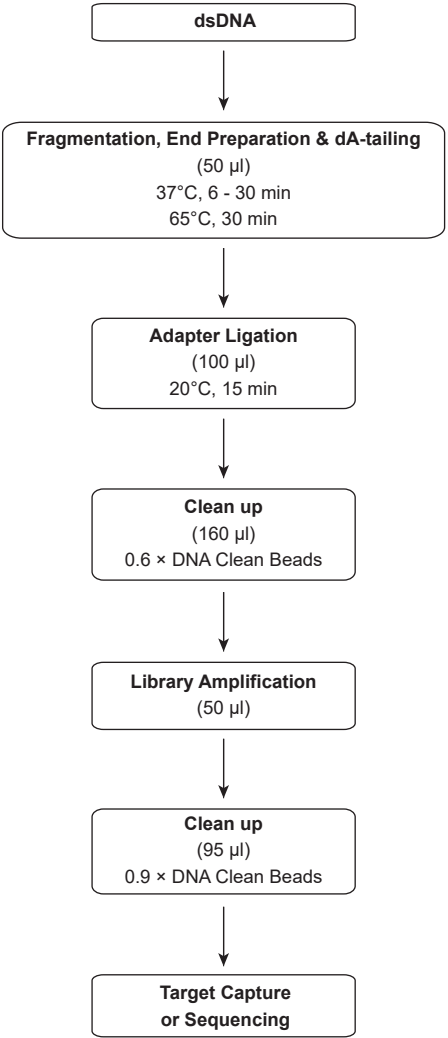 dsDNA
Fragmentation, End Preparation & dA-tailing
(50 µl)
37°C, 6 - 30 min
65°C, 30 min
Adapter Ligation
(100 µl)
20°C, 15 min
Clean up
(160 µl)
0.6 × DNA Clean Beads
Library Amplification
(50 µl)
Clean up
(95 µl)
0.9 × DNA Clean Beads
Target Capture
or Sequencing